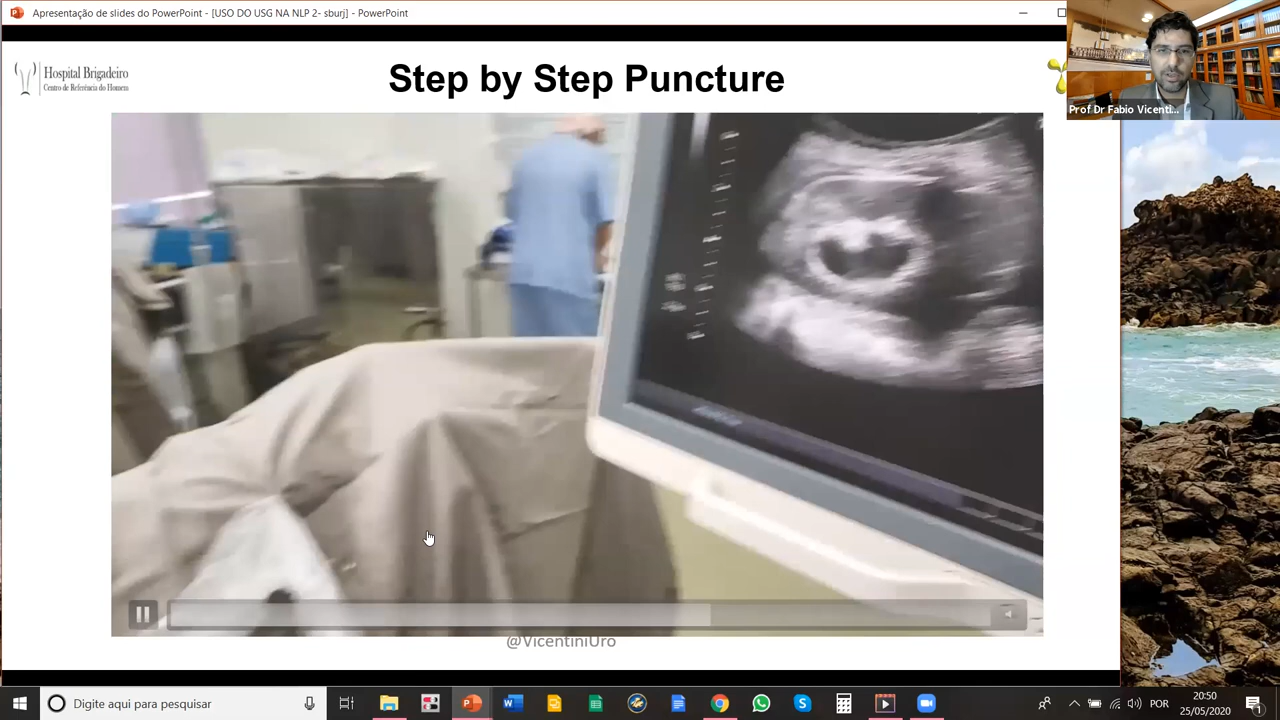 Apresentação de slides do PowerPoint - [USO DO USG NA NLP 2- sburj] - PowerPoint
Hospital Brigadeiro
Centro de Referência do Homem
Step by Step Puncture
Prof Dr Fabio Vicenti...
@VicentiniUro
Digite aqui para pesquisar
POR
20:50
25/05/2020
1